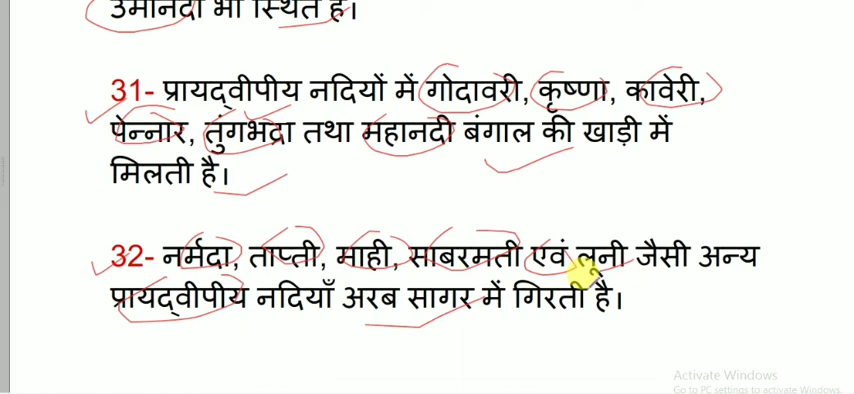 उमानंदा भी स्थित है।
31- प्रायद्वीपीय नदियों में गोदावरी, कृष्णा, कावेरी,
पेन्नार, तुंगभद्रा तथा महानदी बंगाल की खाड़ी में
मिलती है।
32- नर्मदा, ताप्ती, माही, साबरमती एवं लूनी जैसी अन्य
प्रायद्वीपीय नदियाँ अरब सागर में गिरती है।
Activate Windows
Go to PC settings to activate Windows.